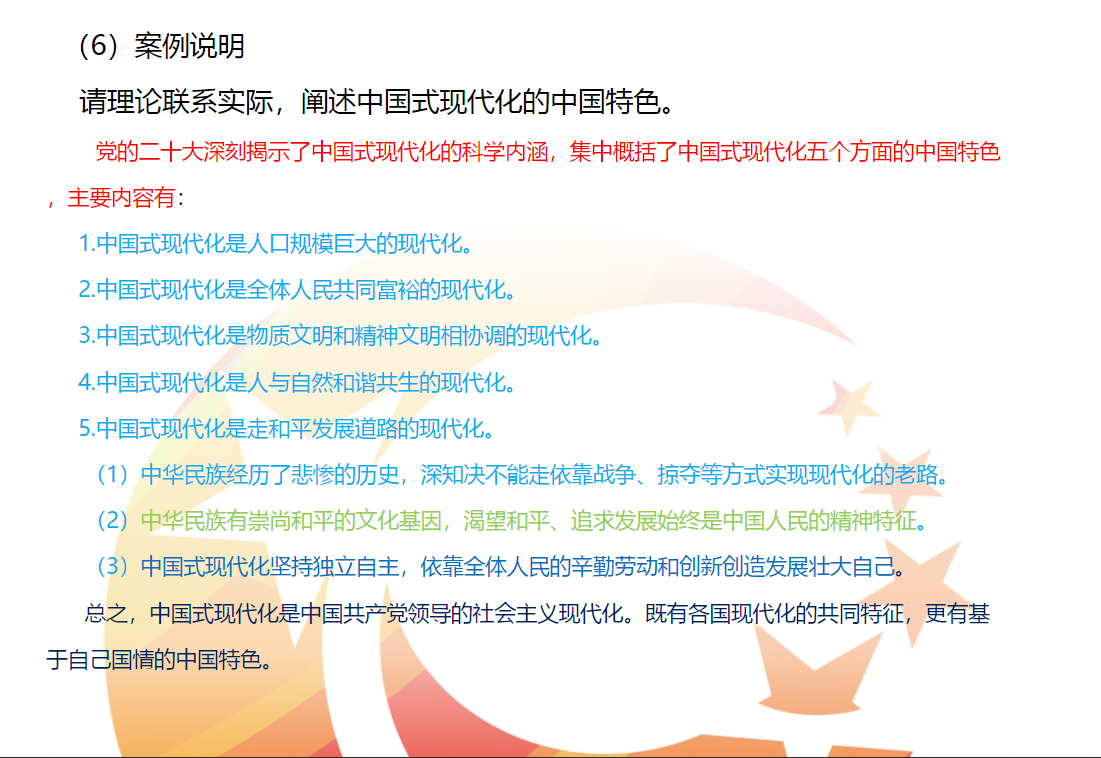 （6）案例说明
请理论联系实际，阐述中国式现代化的中国特色。
党的二十大深刻揭示了中国式现代化的科学内涵，集中概括了中国式现代化五个方面的中国特色
，主要内容有：
1.中国式现代化是人口规模巨大的现代化。
2.中国式现代化是全体人民共同富裕的现代化。
3.中国式现代化是物质文明和精神文明相协调的现代化。
4.中国式现代化是人与自然和谐共生的现代化。
5.中国式现代化是走和平发展道路的现代化。
（1）中华民族经历了悲惨的历史，深知决不能走依靠战争、掠夺等方式实现现代化的老路。
（2）中华民族有崇尚和平的文化基因，渴望和平、追求发展始终是中国人民的精神特征。
（3）中国式现代化坚持独立自主，依靠全体人民的辛勤劳动和创新创造发展壮大自己。
总之，中国式现代化是中国共产党领导的社会主义现代化。既有各国现代化的共同特征，更有基
于自己国情的中国特色。